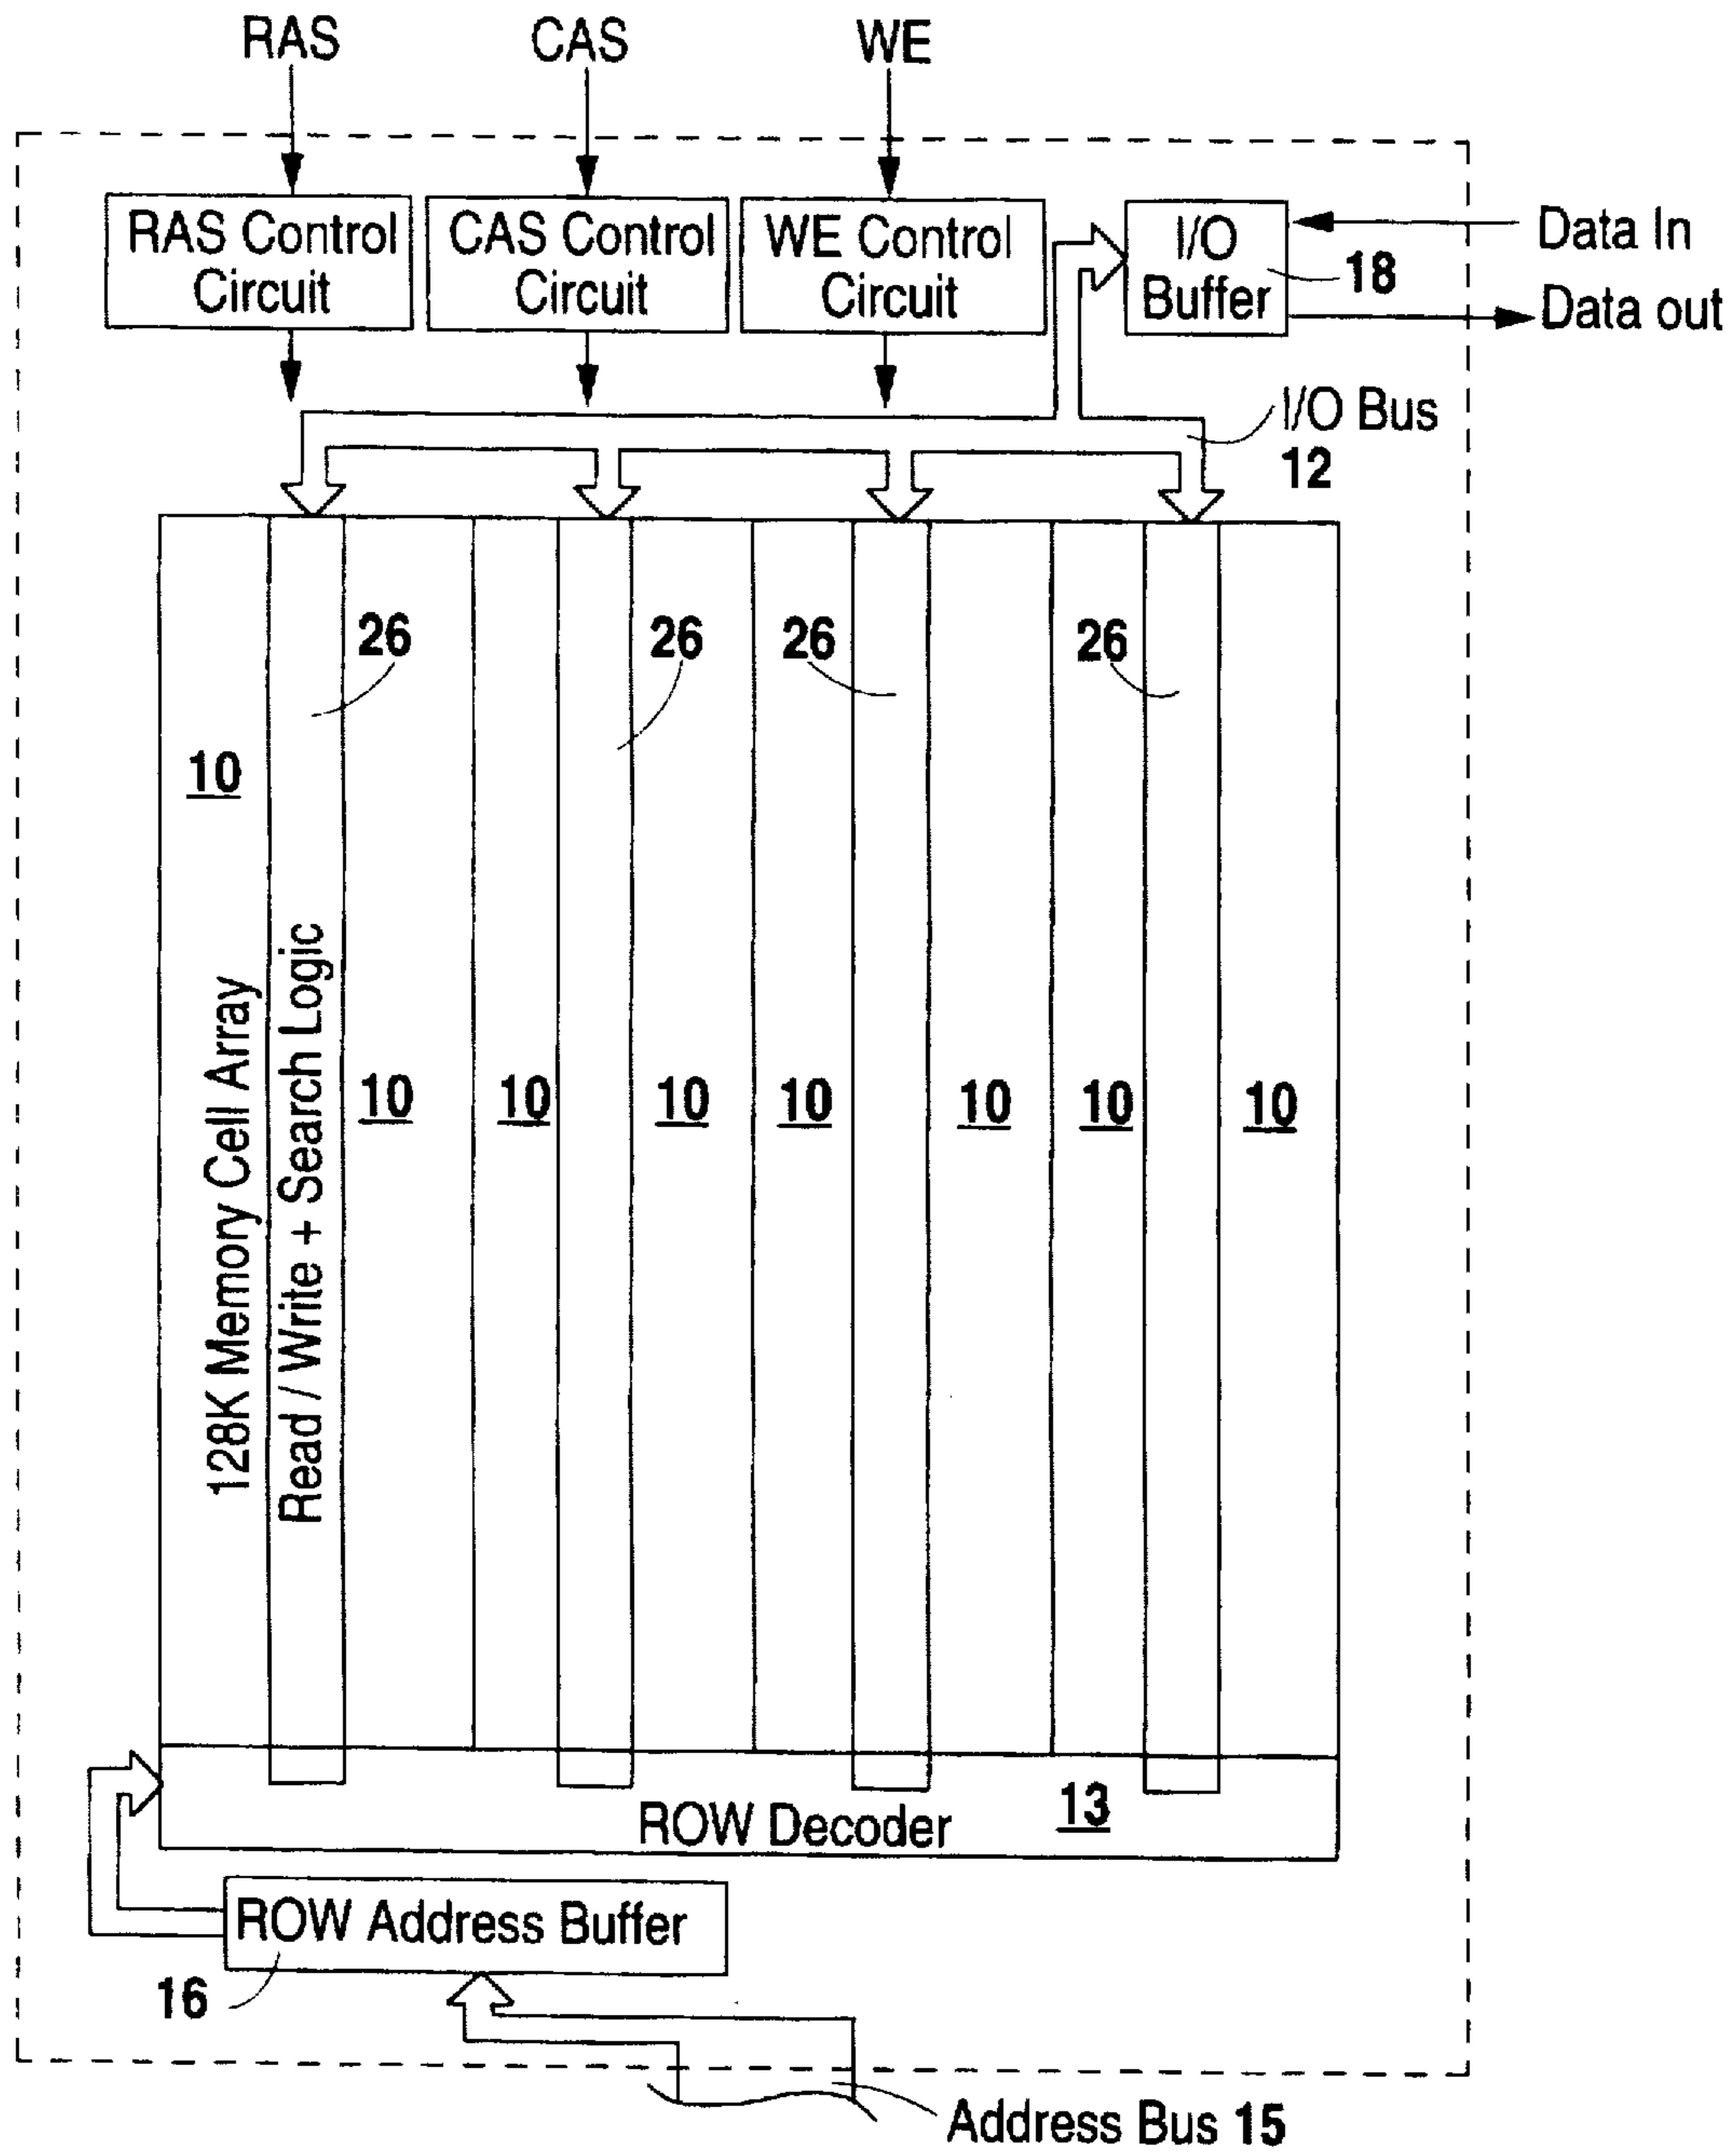 RAS CAS WE
RAS Control
Circuit
CAS Control
Circuit
WE Control
Circuit
I/O
Buffer
18
Data In
Data out
I/O Bus
12
26 26 26 26
10
128K Memory Cell Array
Read / Write + Search Logic
10 10 10 10 10 10 10
13
ROW Decoder
ROW Address Buffer
16
Address Bus 15